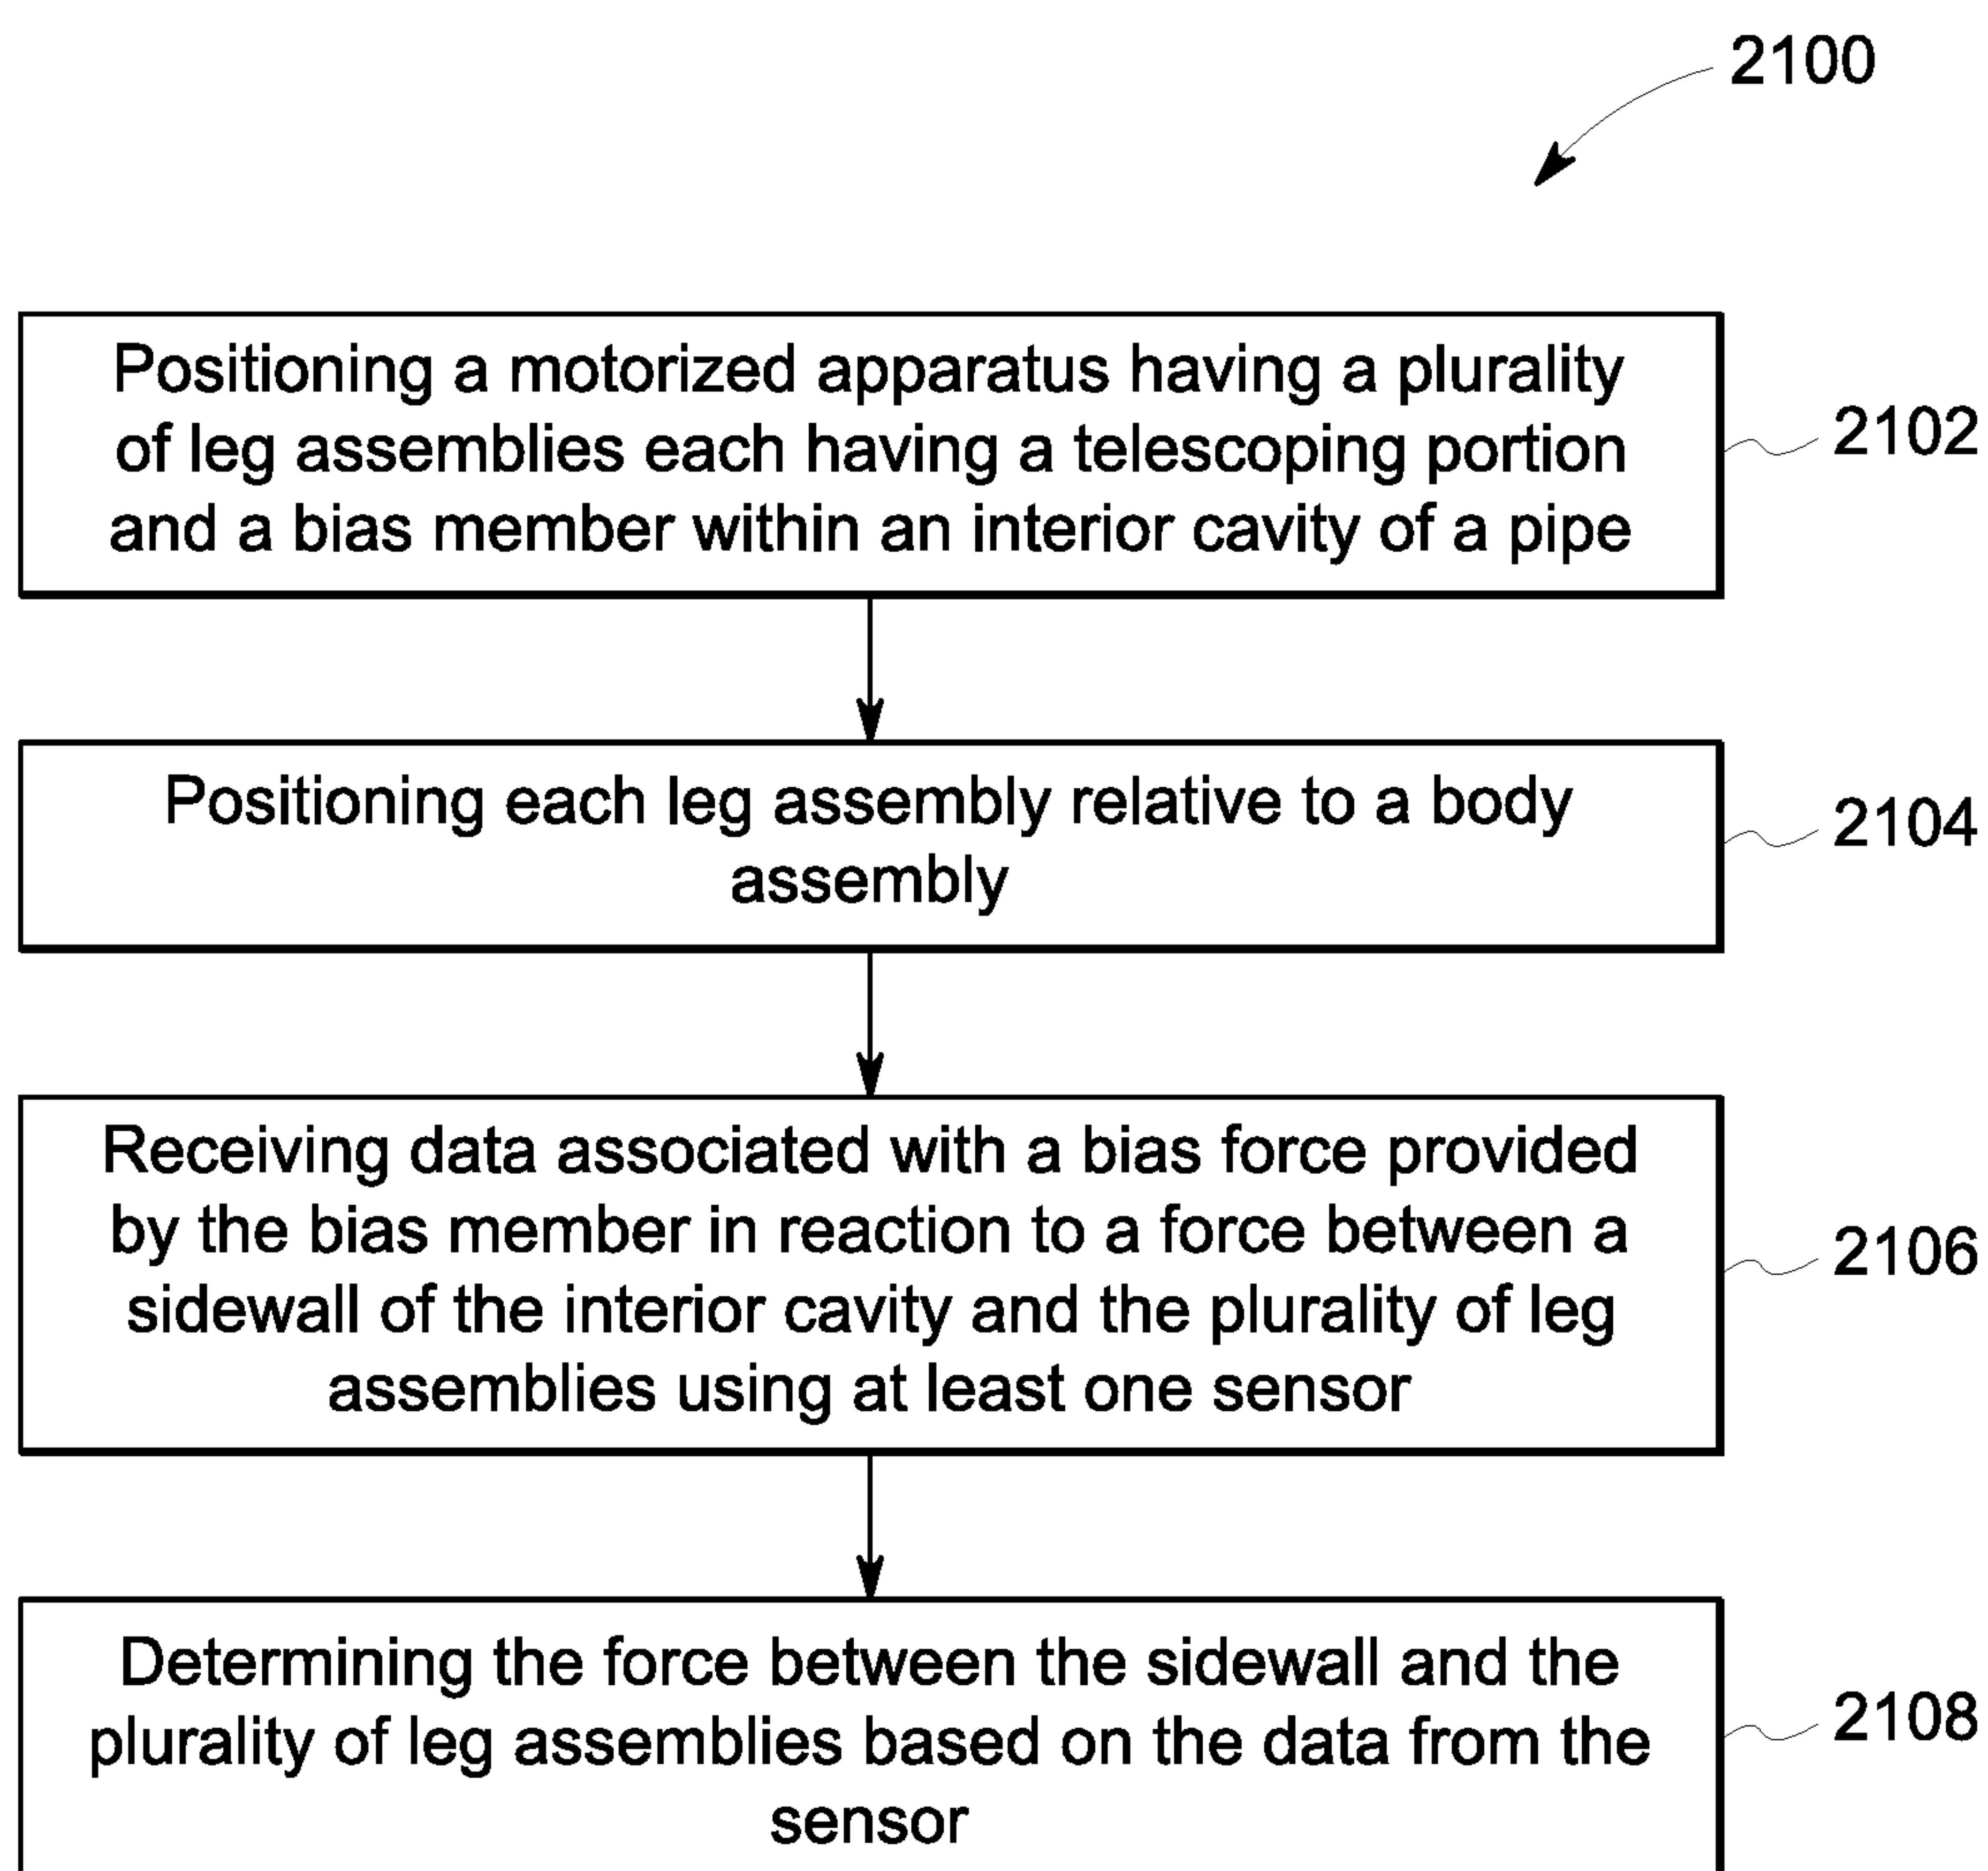 2100
Positioning a motorized apparatus having a plurality
of leg assemblies each having a telescoping portion
and a bias member within an interior cavity of a pipe
2102
Positioning each leg assembly relative to a body
assembly
2104
Receiving data associated with a bias force provided
by the bias member in reaction to a force between a
sidewall of the interior cavity and the plurality of leg
assemblies using at least one sensor
2106
Determining the force between the sidewall and the
plurality of leg assemblies based on the data from the
sensor
2108